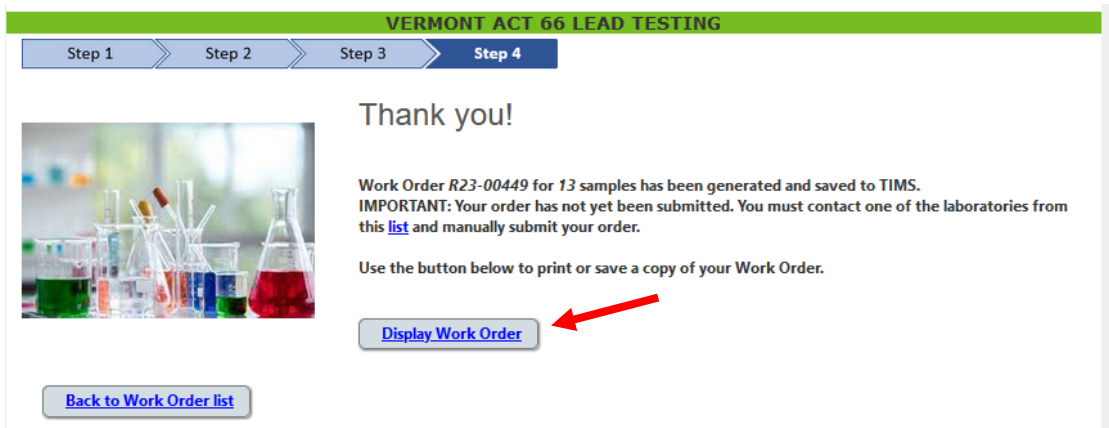 VERMONT ACT 66 LEAD TESTING
Step 1
Step 2
Step 3
Step 4
Thank you!
Work Order R23-00449 for 13 samples has been generated and saved to TIMS.
IMPORTANT: Your order has not yet been submitted. You must contact one of the laboratories from
this list and manually submit your order.
Use the button below to print or save a copy of your Work Order.
Display Work Order
Back to Work Order list